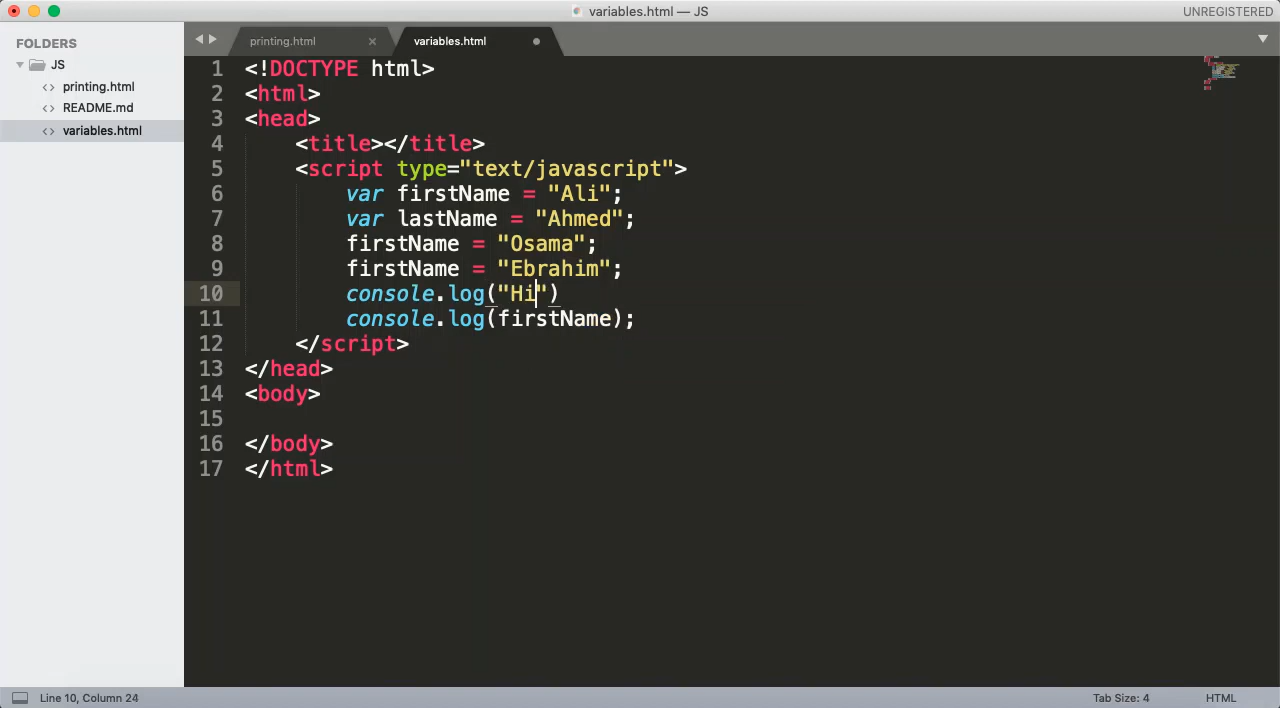 variables.html — JS
UNREGISTERED
FOLDERS
JS
printing.html
README.md
variables.html
printing.html
variables.html
1 <!DOCTYPE html>
2 <html>
3 <head>
4 <title></title>
5 <script type="text/javascript">
6 var firstName = "Ali";
7 var lastName = "Ahmed";
8 firstName = "Osama";
9 firstName = "Ebrahim";
10 console.log("Hi")
11 console.log(firstName);
12 </script>
13 </head>
14 <body>
15
16 </body>
17 </html>
Line 10, Column 24
Tab Size: 4
HTML